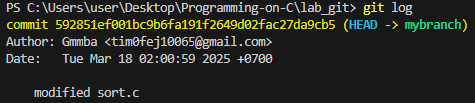 PS C:\Users\user\Desktop\Programming-on-C\lab_git> git log
commit 592851ef001bc9b6fa191f2649d02fac27da9cb5 (HEAD -> mybranch)
Author: Gmmba <tim0fej10065@gmail.com>
Date:   Tue Mar 18 02:00:59 2025 +0700
    modified sort.c